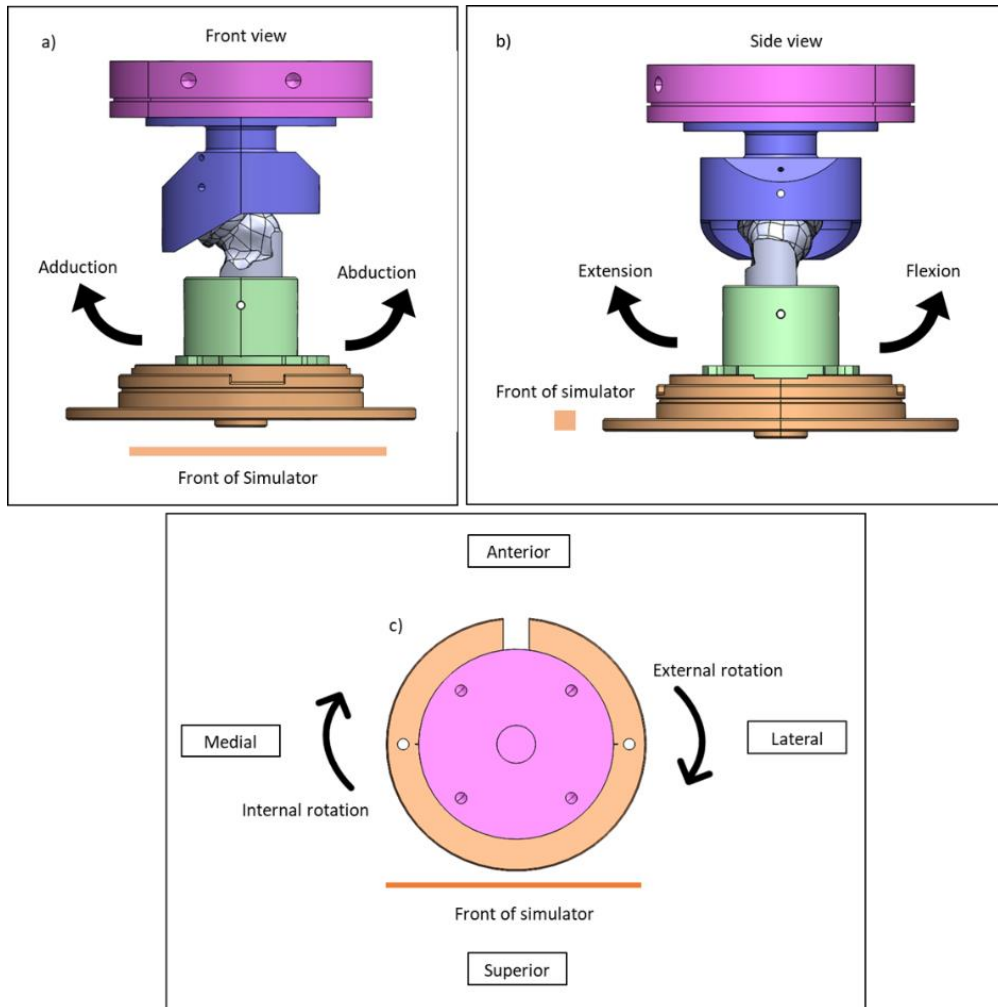 a)
Front view
Adduction
Abduction
Front of Simulator
b)
Side view
Extension
Flexion
Front of simulator
Anterior
c)
External rotation
Medial
Lateral
Internal rotation
Front of simulator
Superior